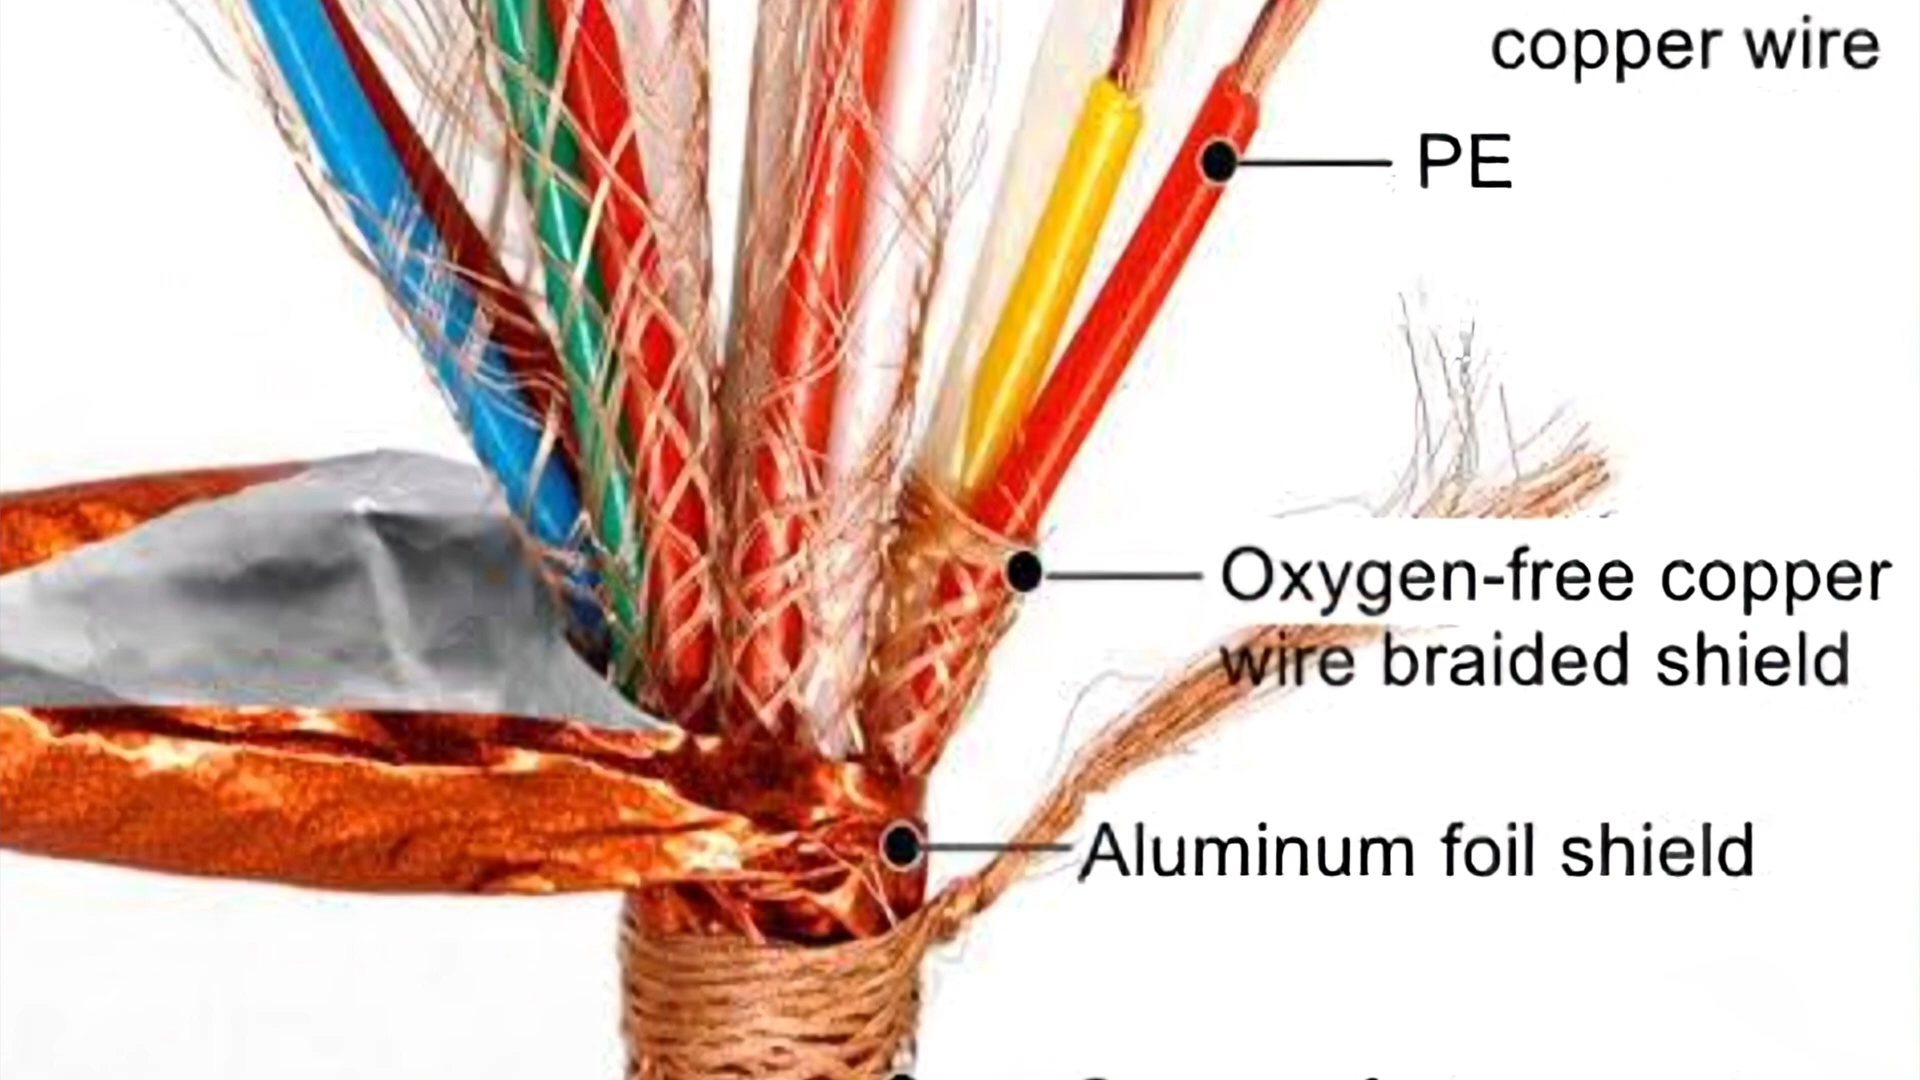 copper wire
PE
Oxygen-free copper
wire braided shield
Aluminum foil shield